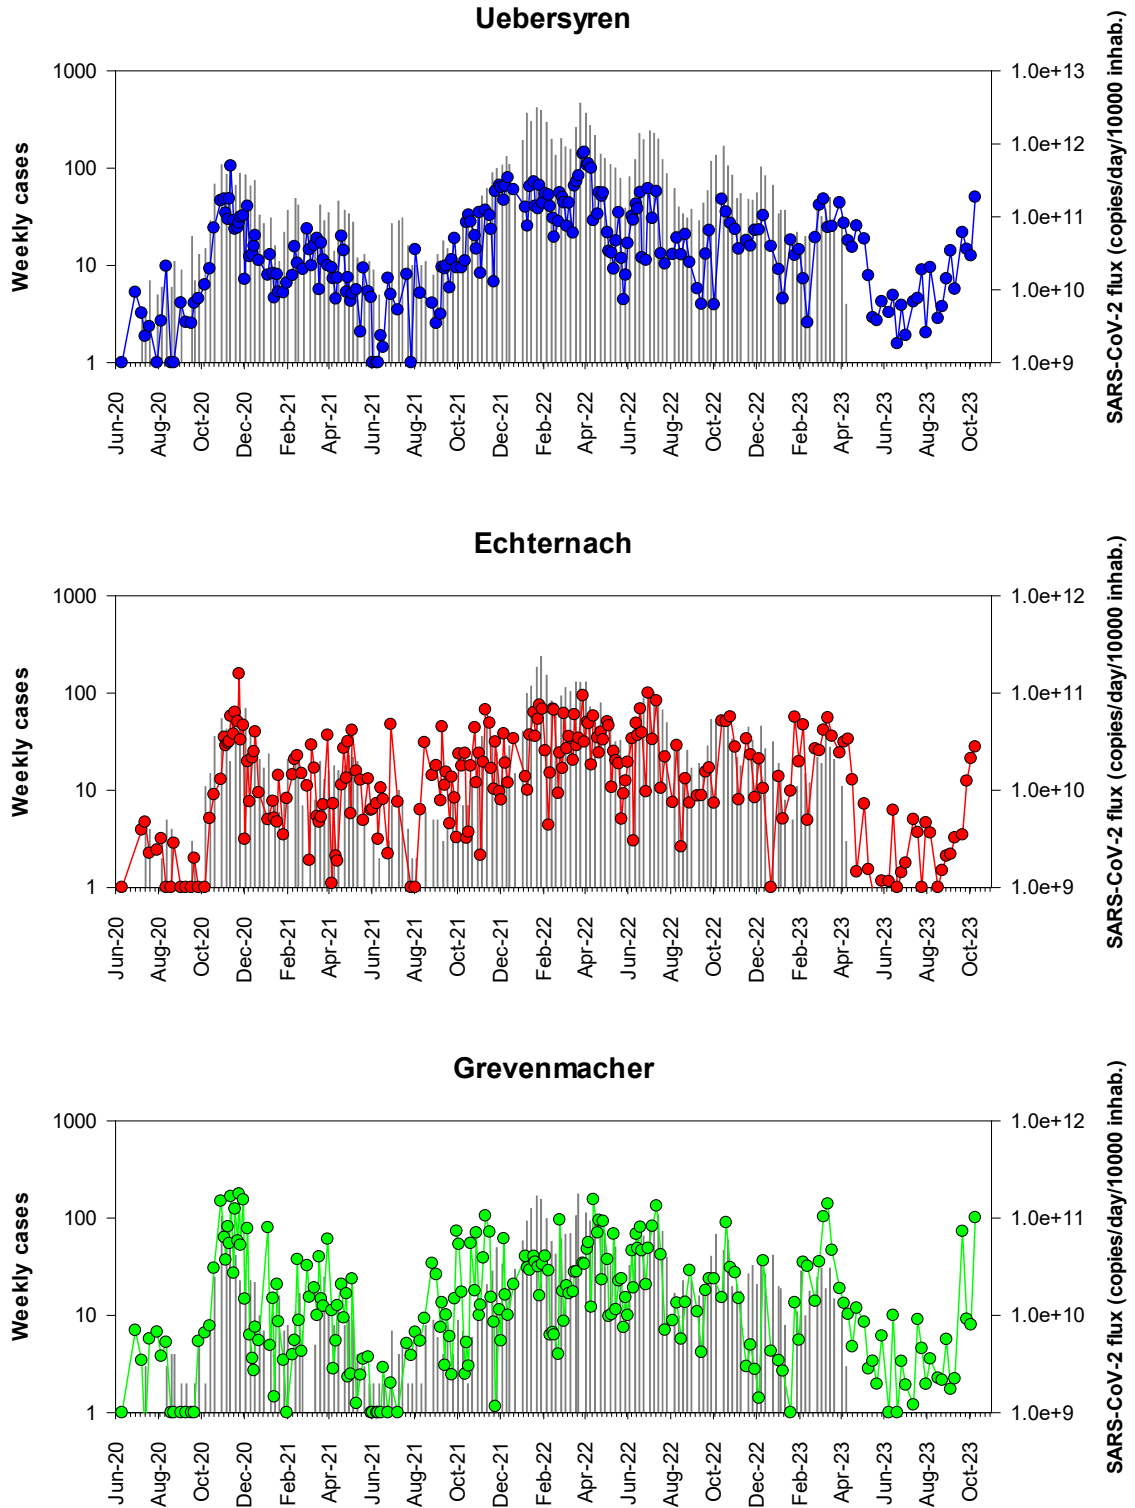 Uebersyren
Weekly cases
1000
100
10
1
1.0e+13
1.0e+12
1.0e+11
1.0e+10
1.0e+9
SARS-CoV-2 flux (copies/day/10000 inhab.)
Jun-20
Aug-20
Oct-20
Dec-20
Feb-21
Apr-21
Jun-21
Aug-21
Oct-21
Dec-21
Feb-22
Apr-22
Jun-22
Aug-22
Oct-22
Dec-22
Feb-23
Apr-23
Jun-23
Aug-23
Oct-23
Echternach
Weekly cases
1000
100
10
1
1.0e+12
1.0e+11
1.0e+10
1.0e+9
SARS-CoV-2 flux (copies/day/10000 inhab.)
Jun-20
Aug-20
Oct-20
Dec-20
Feb-21
Apr-21
Jun-21
Aug-21
Oct-21
Dec-21
Feb-22
Apr-22
Jun-22
Aug-22
Oct-22
Dec-22
Feb-23
Apr-23
Jun-23
Aug-23
Oct-23
Grevenmacher
Weekly cases
1000
100
10
1
1.0e+12
1.0e+11
1.0e+10
1.0e+9
SARS-CoV-2 flux (copies/day/10000 inhab.)
Jun-20
Aug-20
Oct-20
Dec-20
Feb-21
Apr-21
Jun-21
Aug-21
Oct-21
Dec-21
Feb-22
Apr-22
Jun-22
Aug-22
Oct-22
Dec-22
Feb-23
Apr-23
Jun-23
Aug-23
Oct-23